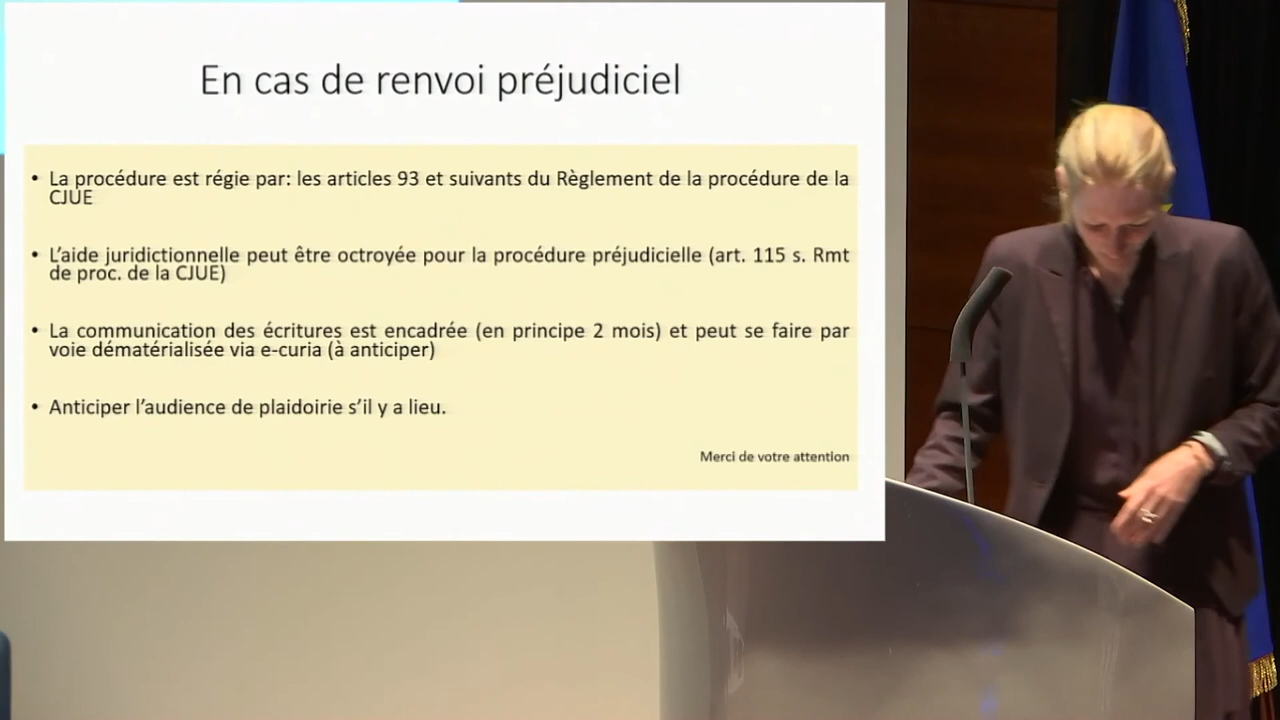 En cas de renvoi préjudiciel
• La procédure est régie par: les articles 93 et suivants du Règlement de la procédure de la
CJUE
• L’aide juridictionnelle peut être octroyée pour la procédure préjudicielle (art. 115 s. Rmt
de proc. de la CJUE)
• La communication des écritures est encadrée (en principe 2 mois) et peut se faire par
voie dématérialisée via e-curia (à anticiper)
• Anticiper l’audience de plaidoirie s’il y a lieu.
Merci de votre attention